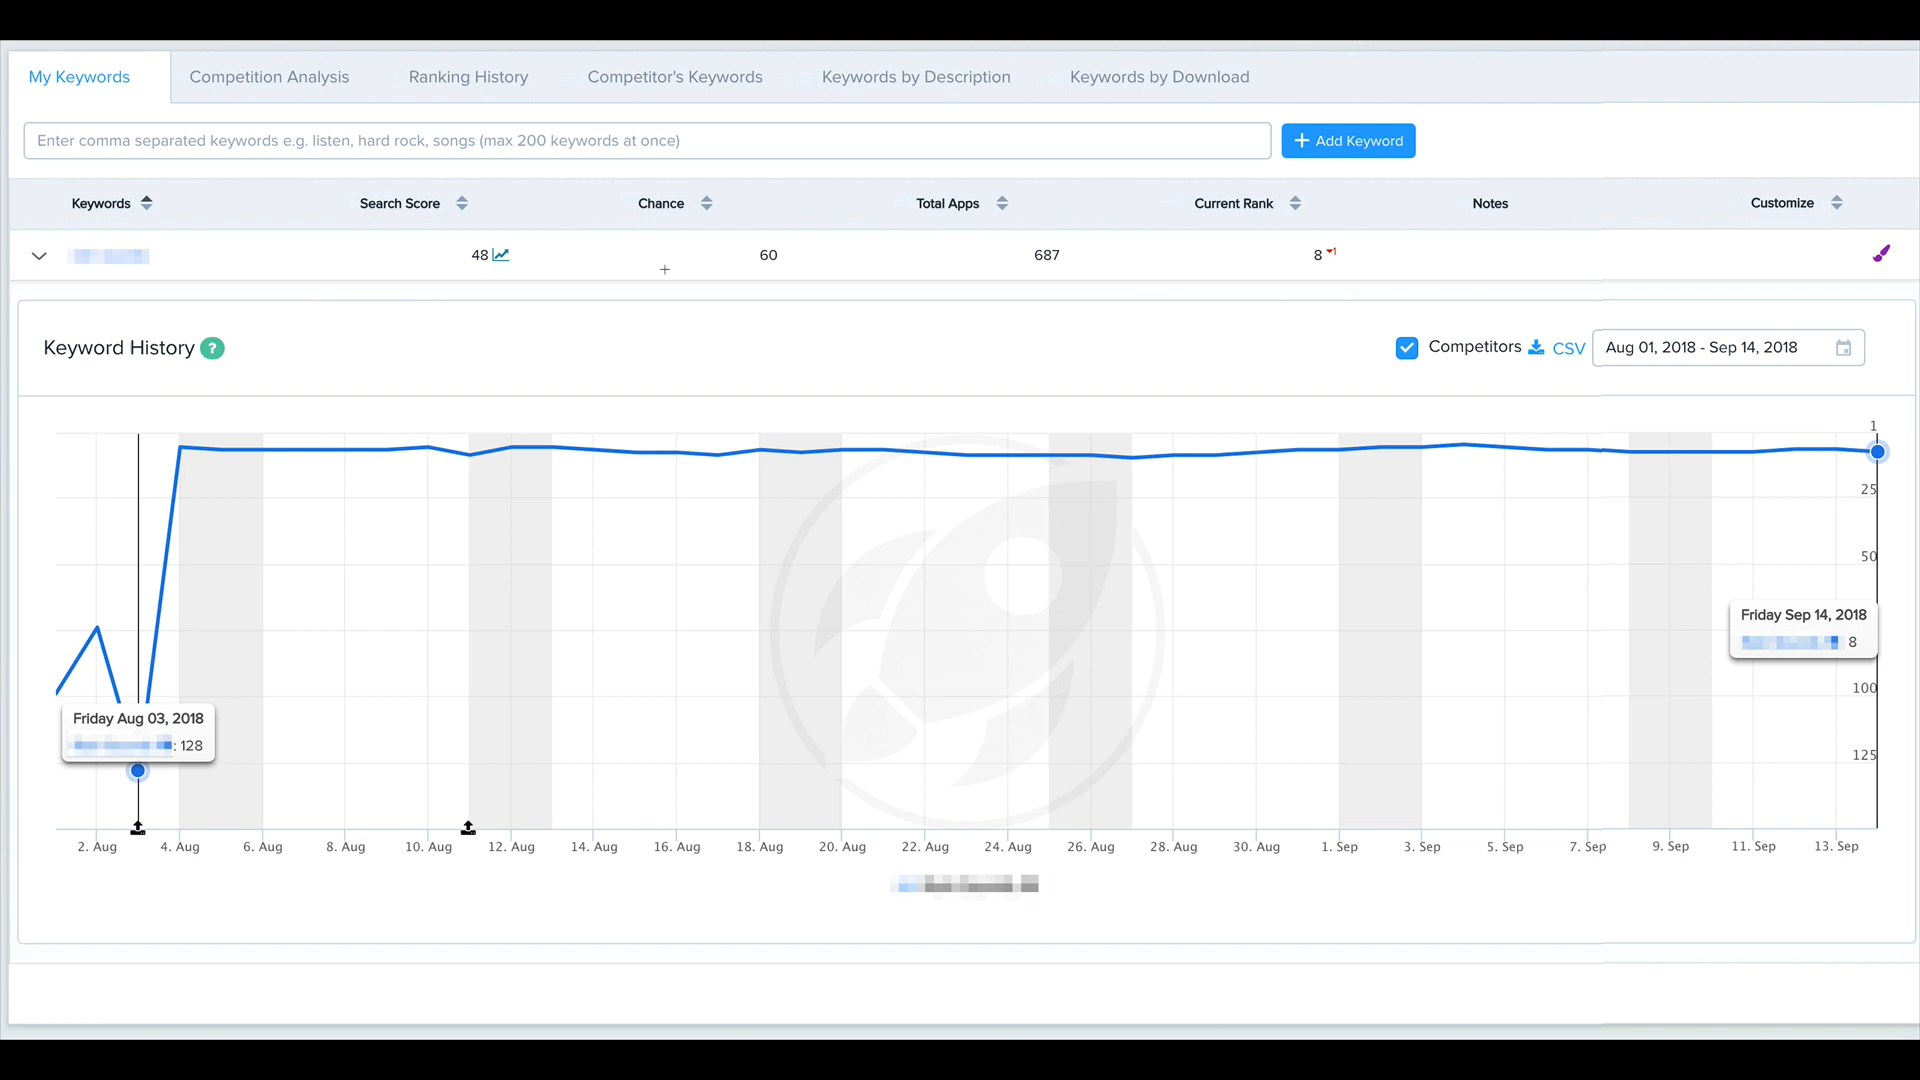 My Keywords Competition Analysis Ranking History Competitor's Keywords Keywords by Description Keywords by Download
Enter comma separated keywords e.g. listen, hard rock, songs (max 200 keywords at once) + Add Keyword
Keywords Search Score Chance Total Apps Current Rank Notes Customize
48 60 687 8 1
Keyword History ? Competitors CSV Aug 01, 2018 - Sep 14, 2018
1
25
50
Friday Sep 14, 2018
8
100
Friday Aug 03, 2018
: 128
125
2. Aug 4. Aug 6. Aug 8. Aug 10. Aug 12. Aug 14. Aug 16. Aug 18. Aug 20. Aug 22. Aug 24. Aug 26. Aug 28. Aug 30. Aug 1. Sep 3. Sep 5. Sep 7. Sep 9. Sep 11. Sep 13. Sep